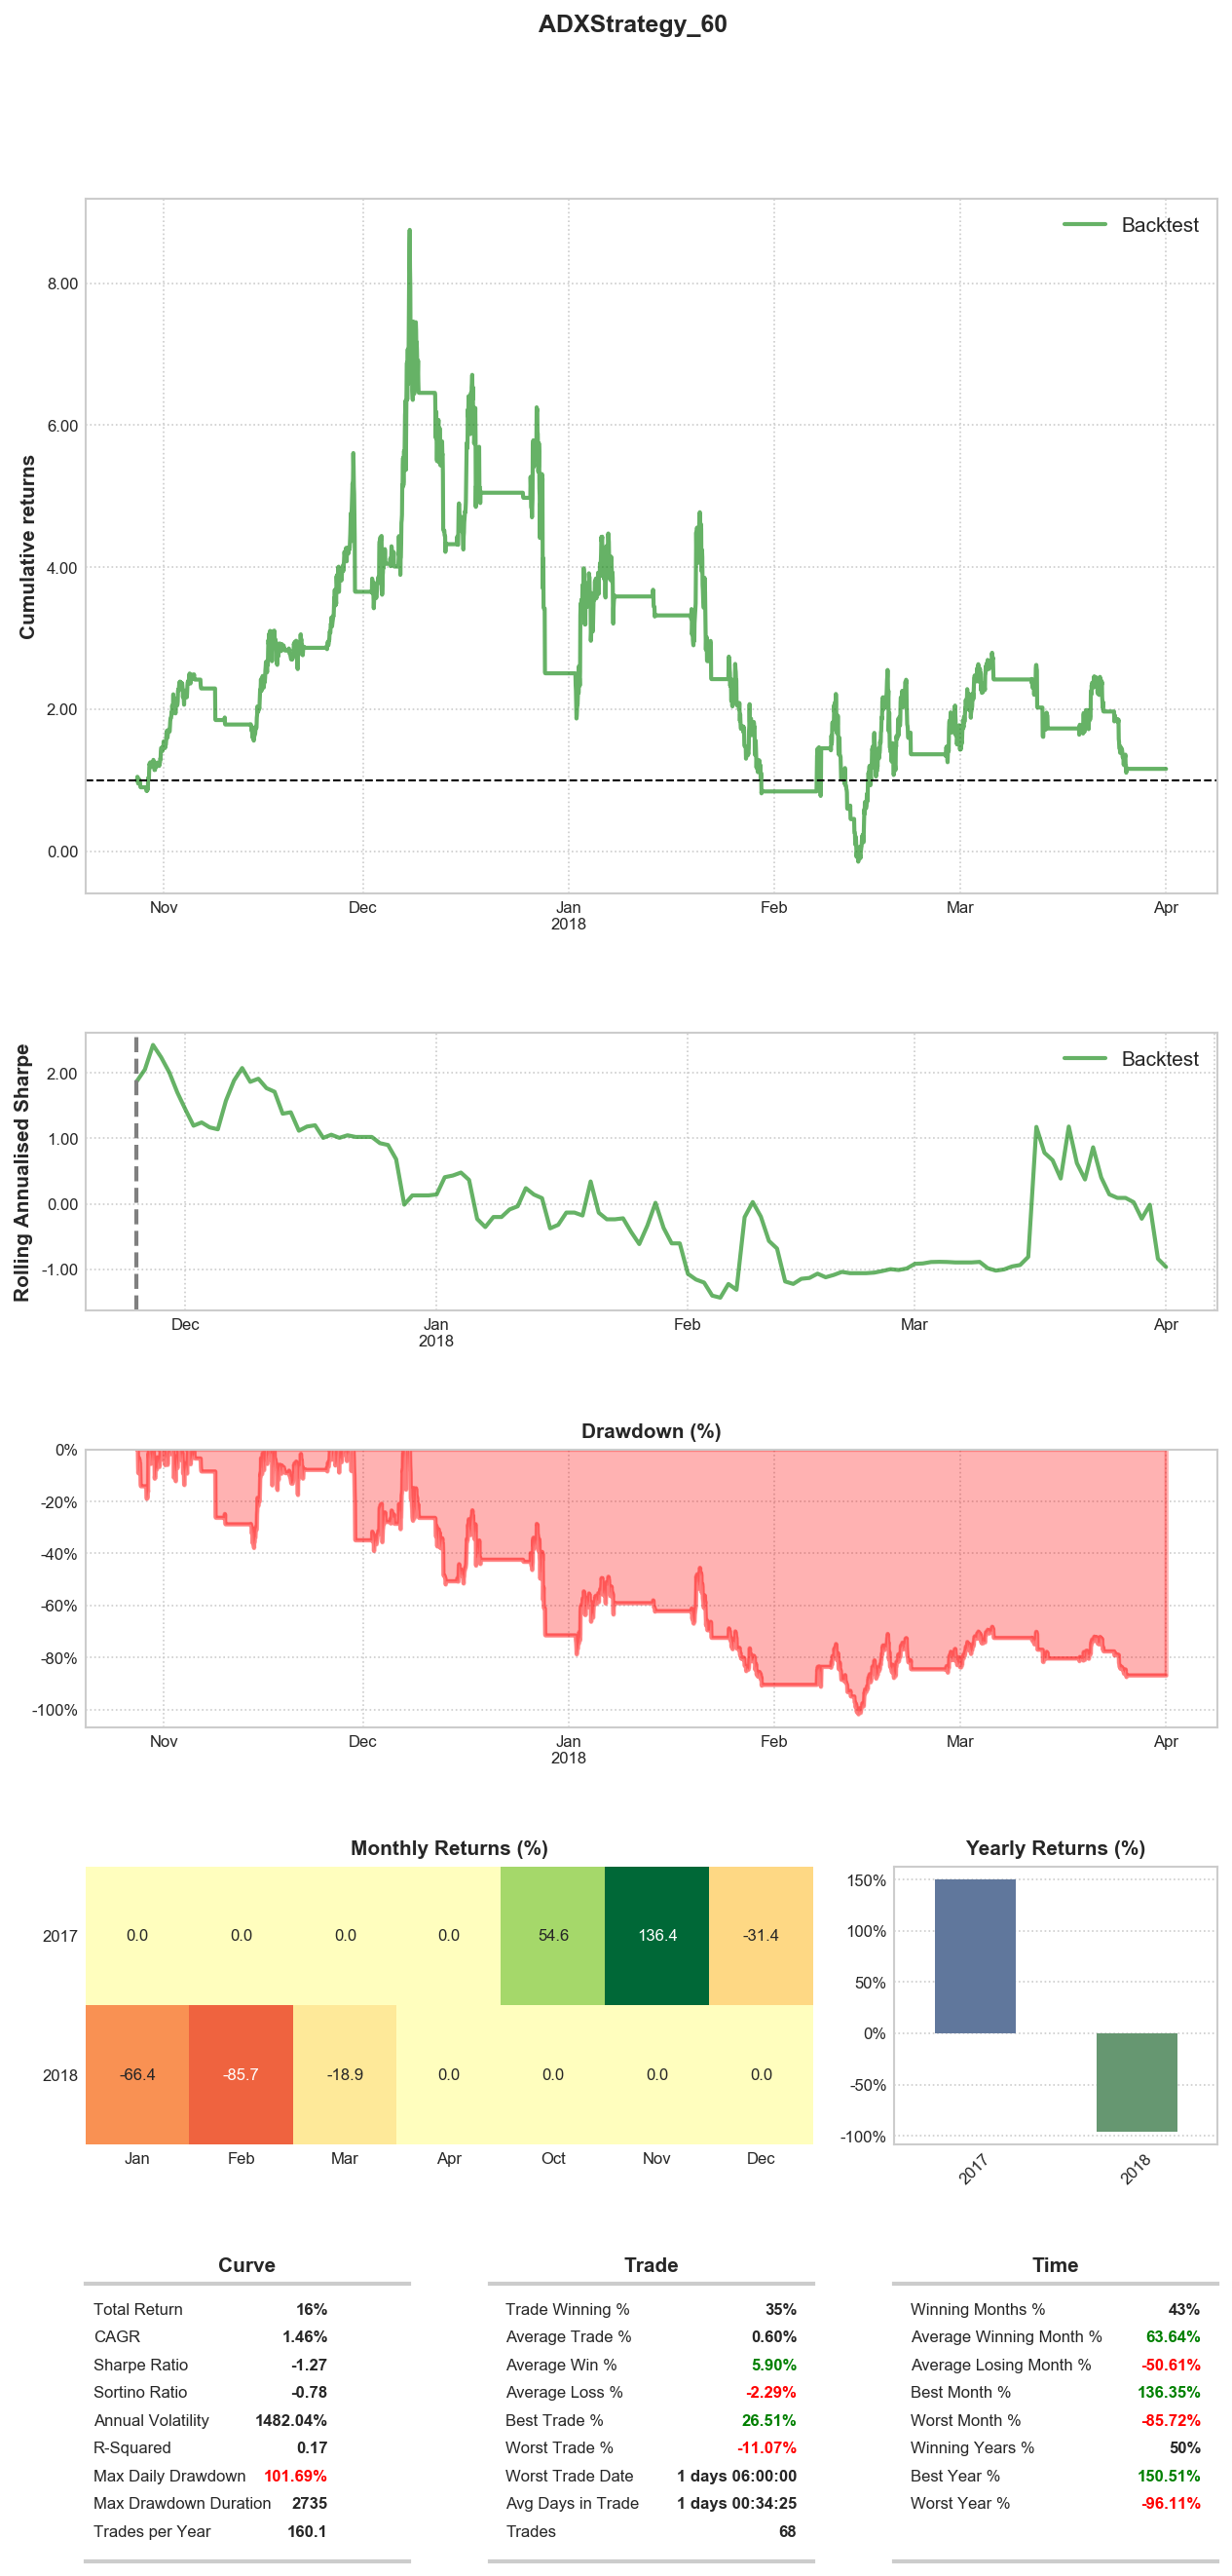 ADXStrategy_60
Backtest
Cumulative returns
8.00
6.00
4.00
2.00
0.00
Nov Dec Jan Feb Mar Apr
2018
Backtest
Rolling Annualised Sharpe
2.00
1.00
0.00
-1.00
Dec Jan Feb Mar Apr
2018
Drawdown (%)
0%
-20%
-40%
-60%
-80%
-100%
Nov Dec Jan Feb Mar Apr
2018
Monthly Returns (%)
2017 0.0 0.0 0.0 0.0 54.6 136.4 -31.4
2018 -66.4 -85.7 -18.9 0.0 0.0 0.0 0.0
Jan Feb Mar Apr Oct Nov Dec
Yearly Returns (%)
150%
100%
50%
0%
-50%
-100%
2017 2018
Curve
Total Return 16%
CAGR 1.46%
Sharpe Ratio -1.27
Sortino Ratio -0.78
Annual Volatility 1482.04%
R-Squared 0.17
Max Daily Drawdown 101.69%
Max Drawdown Duration 2735
Trades per Year 160.1
Trade
Trade Winning % 35%
Average Trade % 0.60%
Average Win % 5.90%
Average Loss % -2.29%
Best Trade % 26.51%
Worst Trade % -11.07%
Worst Trade Date 1 days 06:00:00
Avg Days in Trade 1 days 00:34:25
Trades 68
Time
Winning Months % 43%
Average Winning Month % 63.64%
Average Losing Month % -50.61%
Best Month % 136.35%
Worst Month % -85.72%
Winning Years % 50%
Best Year % 150.51%
Worst Year % -96.11%